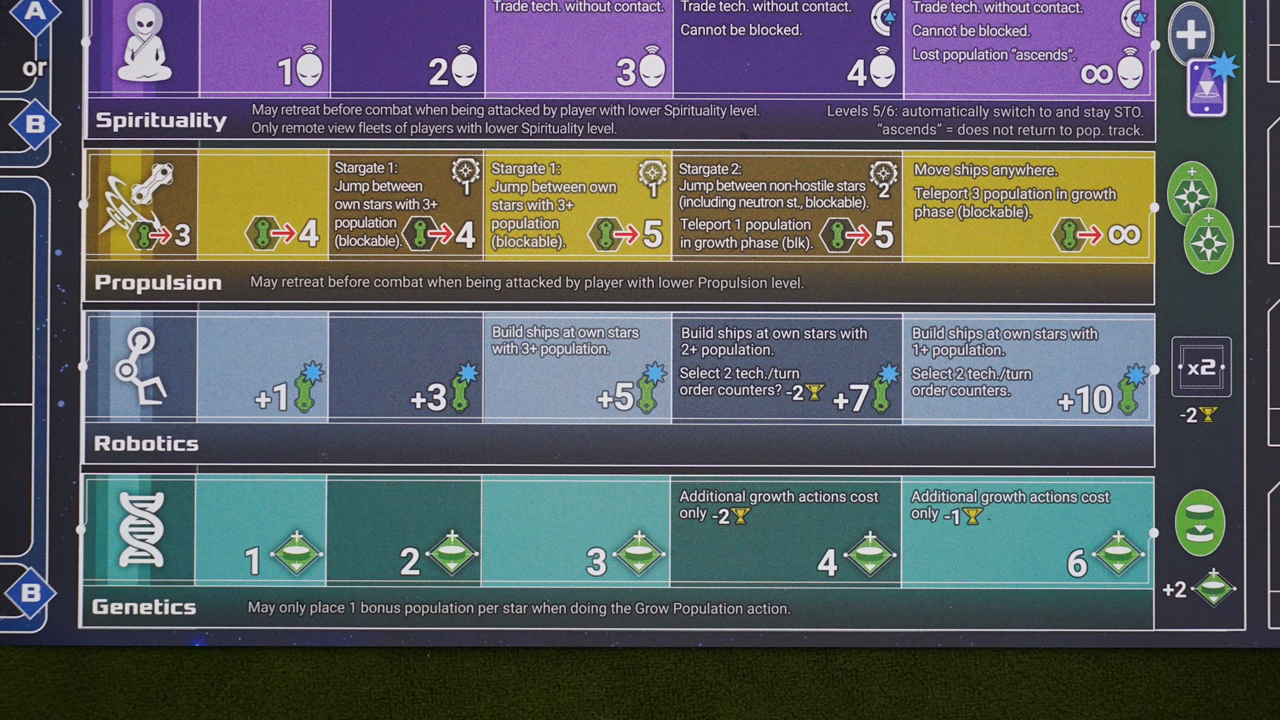 A
or
B
Trade tech. without contact.
Trade tech. without contact.
Cannot be blocked.
Trade tech. without contact.
Cannot be blocked.
Lost population “ascends”.
1
2
3
4
∞
Spirituality
May retreat before combat when being attacked by player with lower Spirituality level.
Only remote view fleets of players with lower Spirituality level.
Levels 5/6: automatically switch to and stay STO.
“ascends” = does not return to pop. track.
3
4
Stargate 1:
Jump between
own stars with 3+
population
(blockable).
1
4
Stargate 1:
Jump between own
stars with 3+
population
(blockable).
1
5
Stargate 2:
Jump between non-hostile stars
(including neutron st., blockable).
Teleport 1 population
in growth phase (blk).
2
5
Move ships anywhere.
Teleport 3 population in growth
phase (blockable).
∞
Propulsion
May retreat before combat when being attacked by player with lower Propulsion level.
+1
+3
Build ships at own stars
with 3+ population.
+5
Build ships at own stars with
2+ population.
Select 2 tech./turn
order counters? -2
+7
Build ships at own stars with
1+ population.
Select 2 tech./turn
order counters.
+10
x2
-2
Robotics
1
2
3
Additional growth actions cost
only -2
4
Additional growth actions cost
only -1
6
+2
Genetics
May only place 1 bonus population per star when doing the Grow Population action.
B